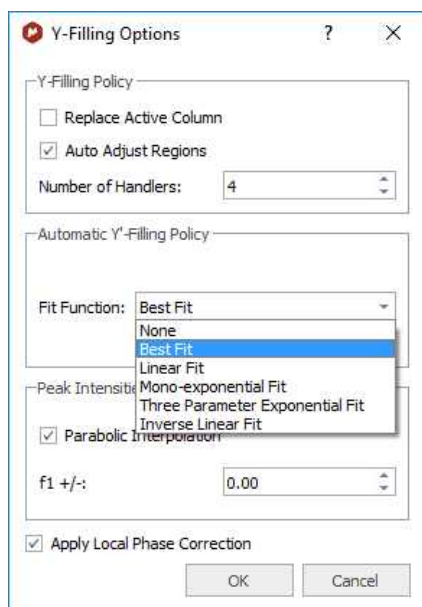 Y-Filling Options ?
Y-Filling Policy
Replace Active Column
Auto Adjust Regions
Number of Handlers: 4
Automatic Y'-Filling Policy
Fit Function: Best Fit
None
Best Fit
Linear Fit
Mono-exponential Fit
Three Parameter Exponential Fit
Inverse Linear Fit
Peak Intensitie
Parabolic Interpolation
f1 +/-: 0.00
Apply Local Phase Correction
OK Cancel